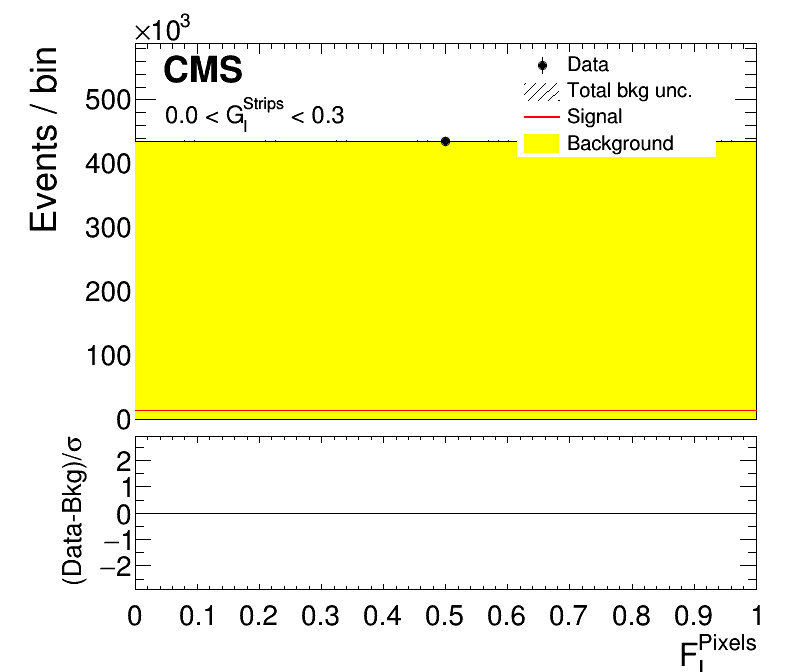 ×10³
Events / bin
CMS
0.0 < G_I^Strips < 0.3
Data
Total bkg unc.
Signal
Background
500
400
300
200
100
0
(Data-Bkg)/σ
2
1
0
−1
−2
0 0.1 0.2 0.3 0.4 0.5 0.6 0.7 0.8 0.9 1
F_I^Pixels